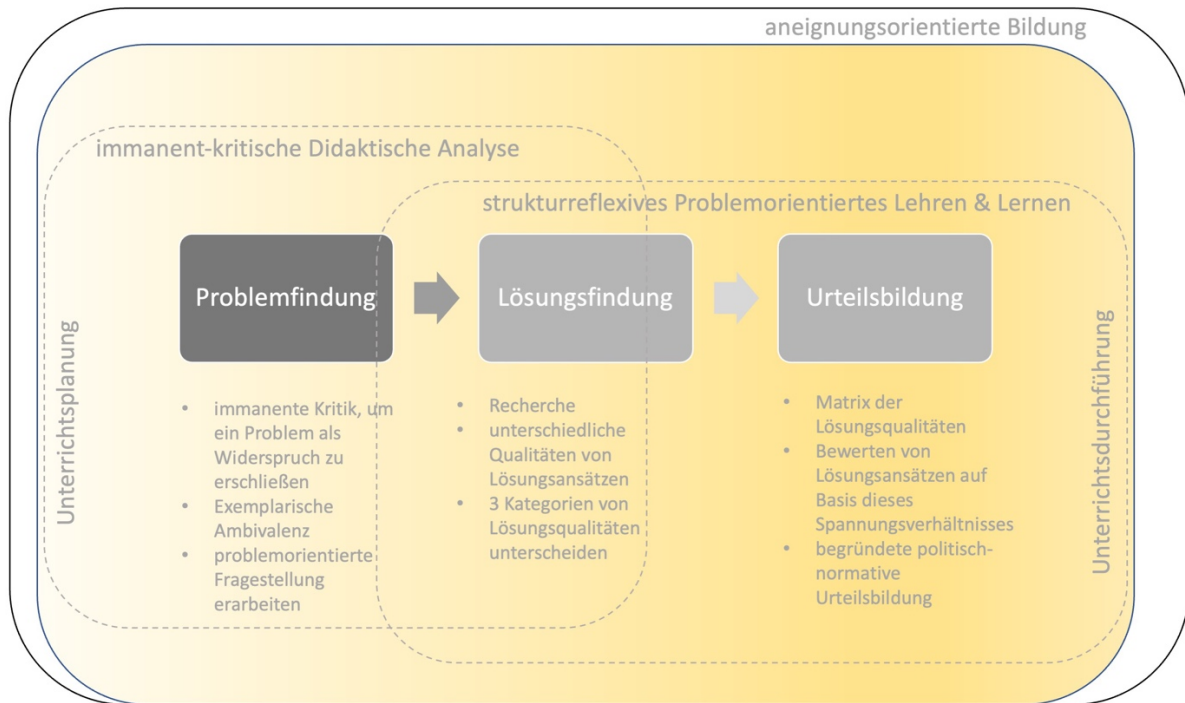 aneignungsorientierte Bildung
immanent-kritische Didaktische Analyse
strukturreflexives Problemorientiertes Lehren & Lernen
Unterrichtsplanung
Problemfindung
Lösungsfindung
Urteilsbildung
• immanente Kritik, um
ein Problem als
Widerspruch zu
erschließen
• Exemplarische
Ambivalenz
• problemorientierte
Fragestellung
erarbeiten
• Recherche
• unterschiedliche
Qualitäten von
Lösungsansätzen
• 3 Kategorien von
Lösungsqualitäten
unterscheiden
• Matrix der
Lösungsqualitäten
• Bewerten von
Lösungsansätzen auf
Basis dieses
Spannungsverhältnisses
• begründete politisch-
normative
Urteilsbildung
Unterrichtsdurchführung